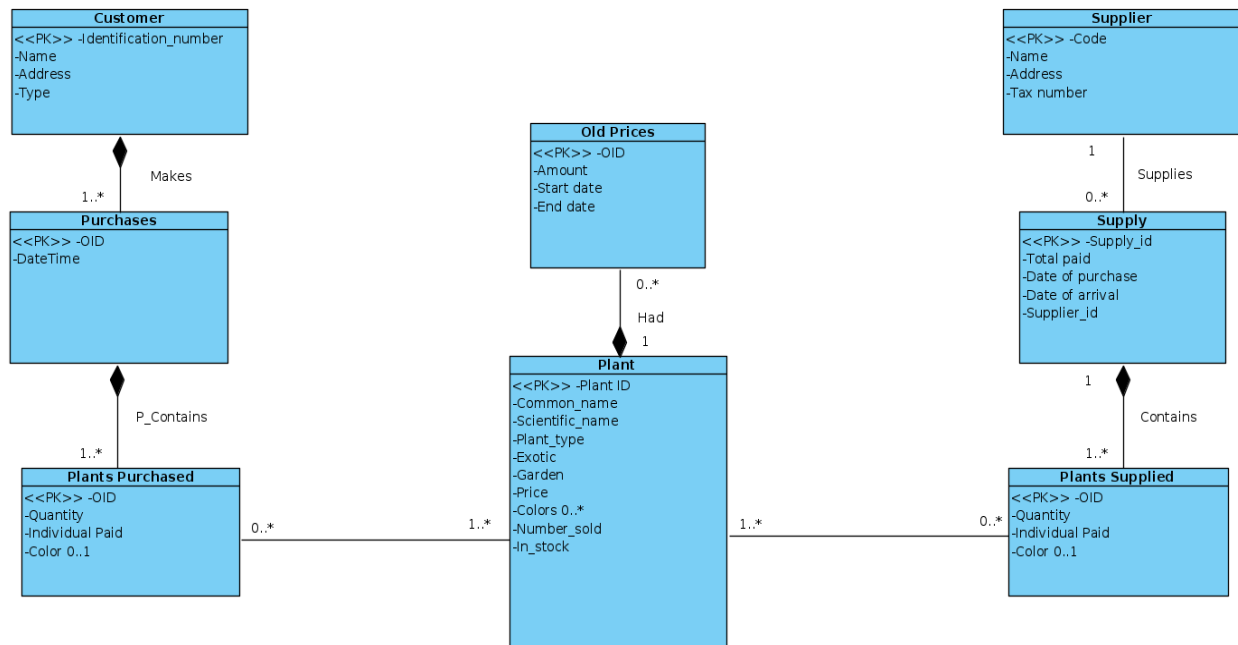 Customer
<<PK>> -Identification_number
-Name
-Address
-Type
Makes
1..*
Purchases
<<PK>> -OID
-DateTime
P_Contains
1..*
Plants Purchased
<<PK>> -OID
-Quantity
-Individual Paid
-Color 0..1
0..*
1..*
Old Prices
<<PK>> -OID
-Amount
-Start date
-End date
0..*
Had
1
Plant
<<PK>> -Plant ID
-Common_name
-Scientific_name
-Plant_type
-Exotic
-Garden
-Price
-Colors 0..*
-Number_sold
-In_stock
1..*
0..*
Supplier
<<PK>> -Code
-Name
-Address
-Tax number
1
Supplies
0..*
Supply
<<PK>> -Supply_id
-Total paid
-Date of purchase
-Date of arrival
-Supplier_id
1
Contains
1..*
Plants Supplied
<<PK>> -OID
-Quantity
-Individual Paid
-Color 0..1